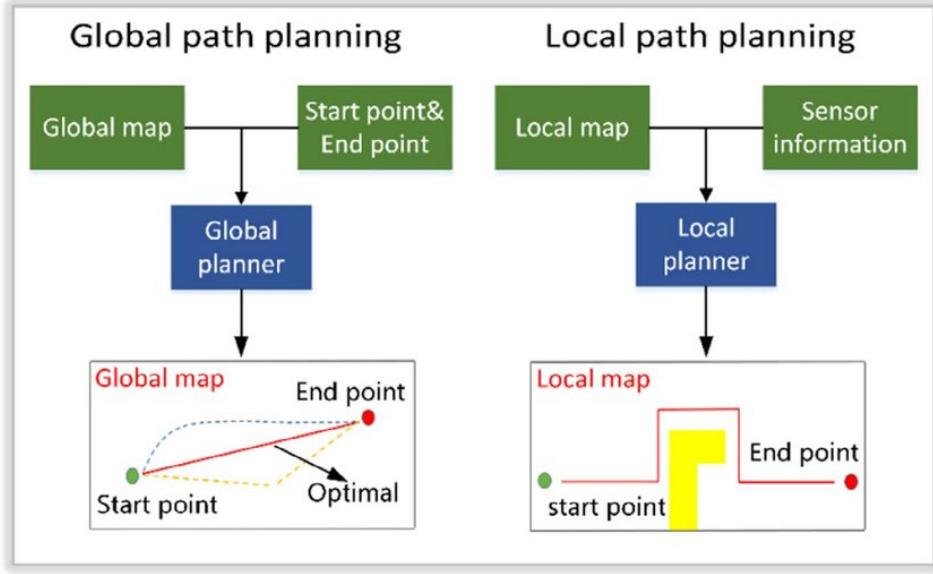 Global path planning
Global map
Start point&
End point
Global
planner
Global map
End point
Start point
Optimal
Local path planning
Local map
Sensor
information
Local
planner
Local map
End point
start point